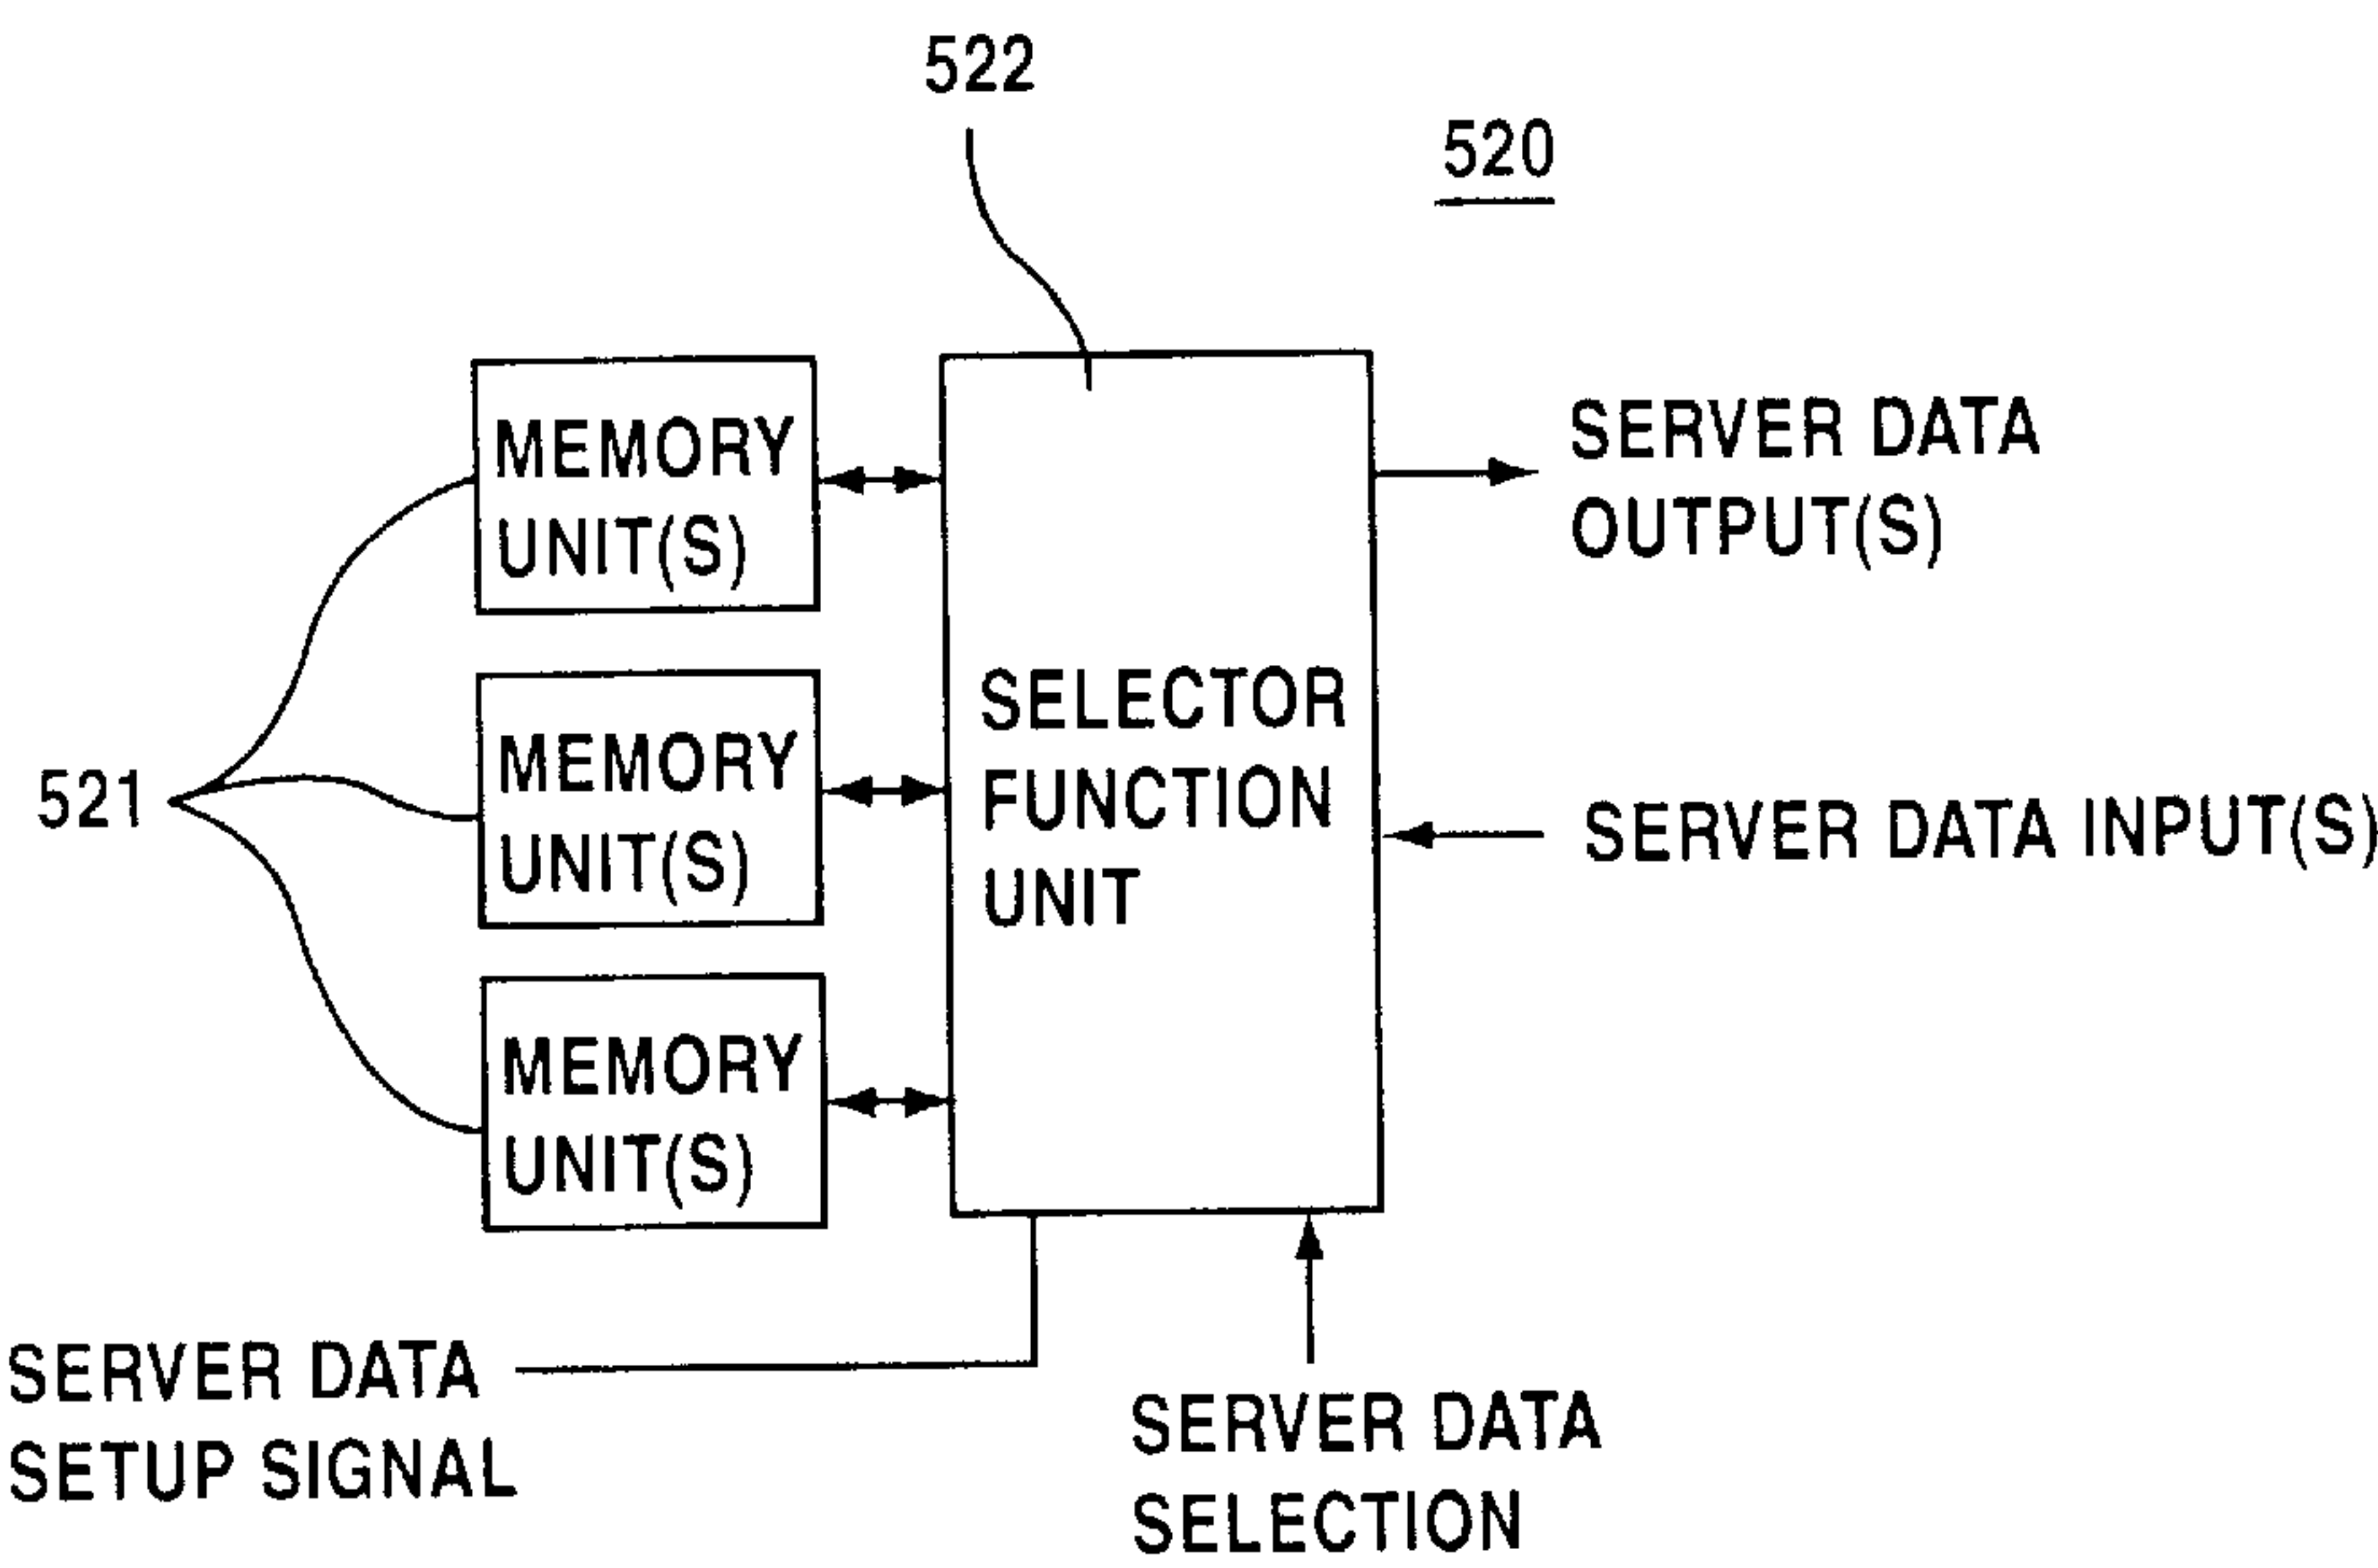 522
520
MEMORY
UNIT(S)
SERVER DATA
OUTPUT(S)
MEMORY
UNIT(S)
SELECTOR
FUNCTION
UNIT
521
SERVER DATA INPUT(S)
MEMORY
UNIT(S)
SERVER DATA
SETUP SIGNAL
SERVER DATA
SELECTION